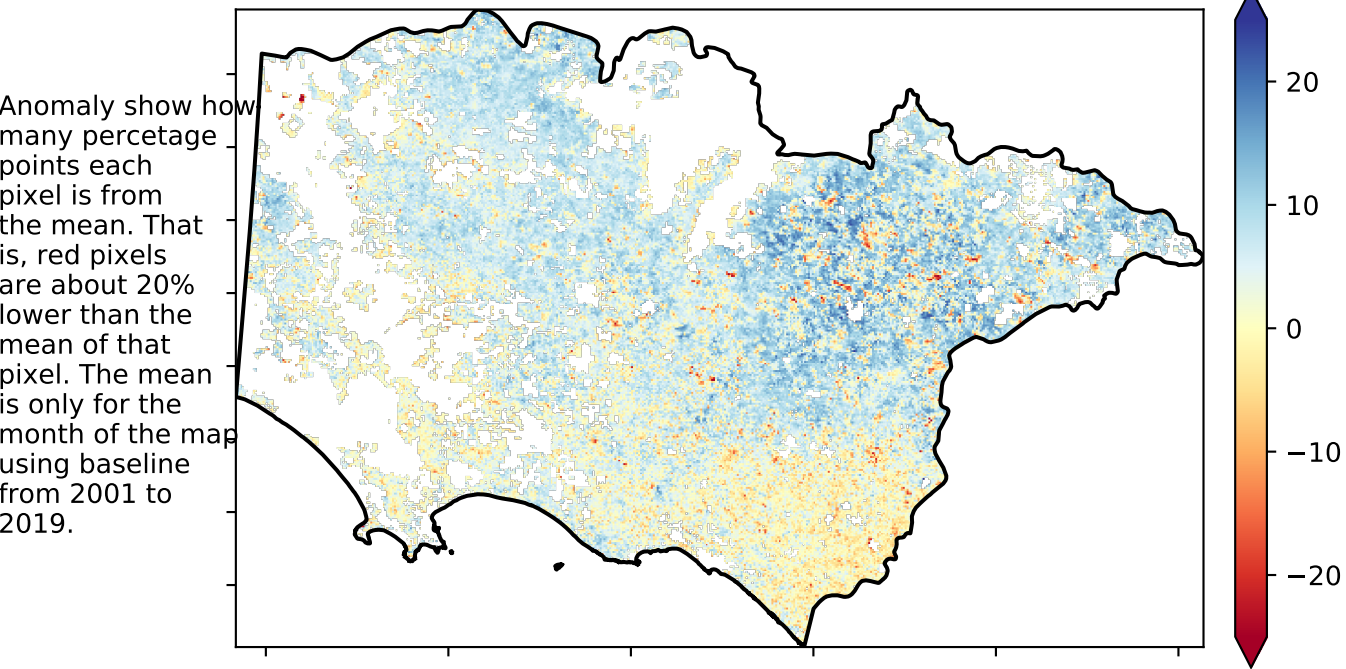 Anomaly show how
many percetage
points each
pixel is from
the mean. That
is, red pixels
are about 20%
lower than the
mean of that
pixel. The mean
is only for the
month of the map
using baseline
from 2001 to
2019.
20
10
0
−10
−20